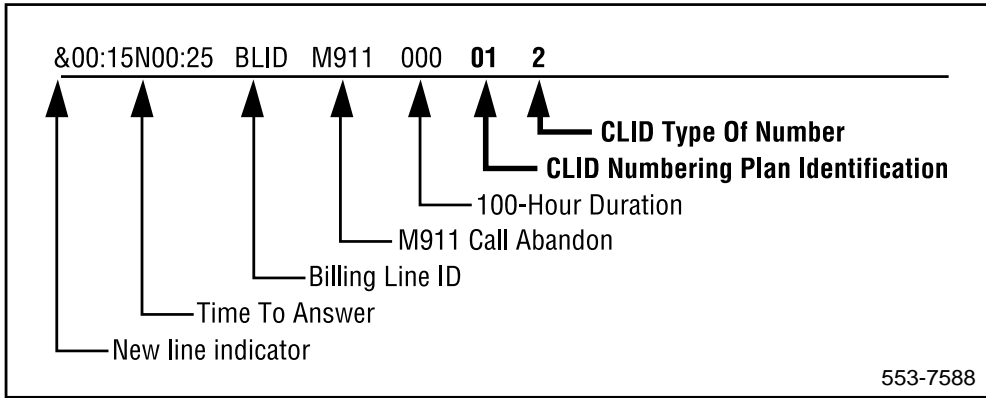 &00:15N00:25 BLID M911 000 01 2
CLID Type Of Number
CLID Numbering Plan Identification
100-Hour Duration
M911 Call Abandon
Billing Line ID
Time To Answer
New line indicator
553-7588